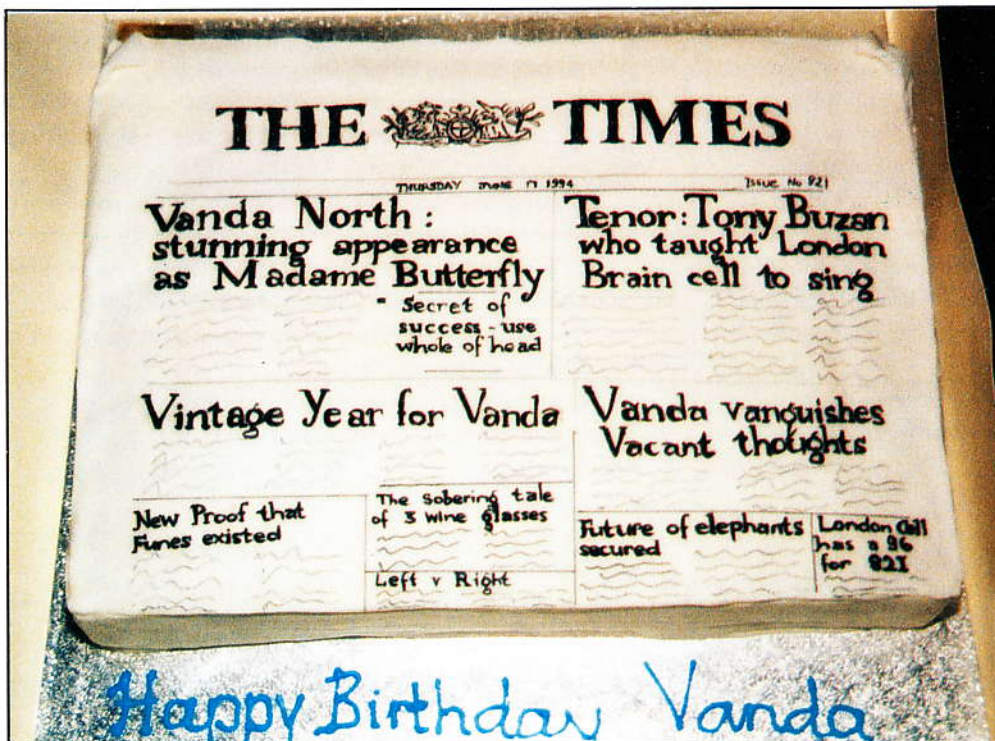 THE TIMES
THURSDAY JUNE 17 1994
ISSUE No 821
Vanda North :
stunning appearance
as Madame Butterfly
Secret of
success - use
whole of head
Tenor: Tony Buzan
who taught London
Brain cell to sing
Vintage Year for Vanda
Vanda vanquishes
Vacant thoughts
New Proof that
Funes existed
The Sobering tale
of 3 wine glasses
Left v Right
Future of elephants
secured
London Cell
has a 96
for 821
Happy Birthday Vanda